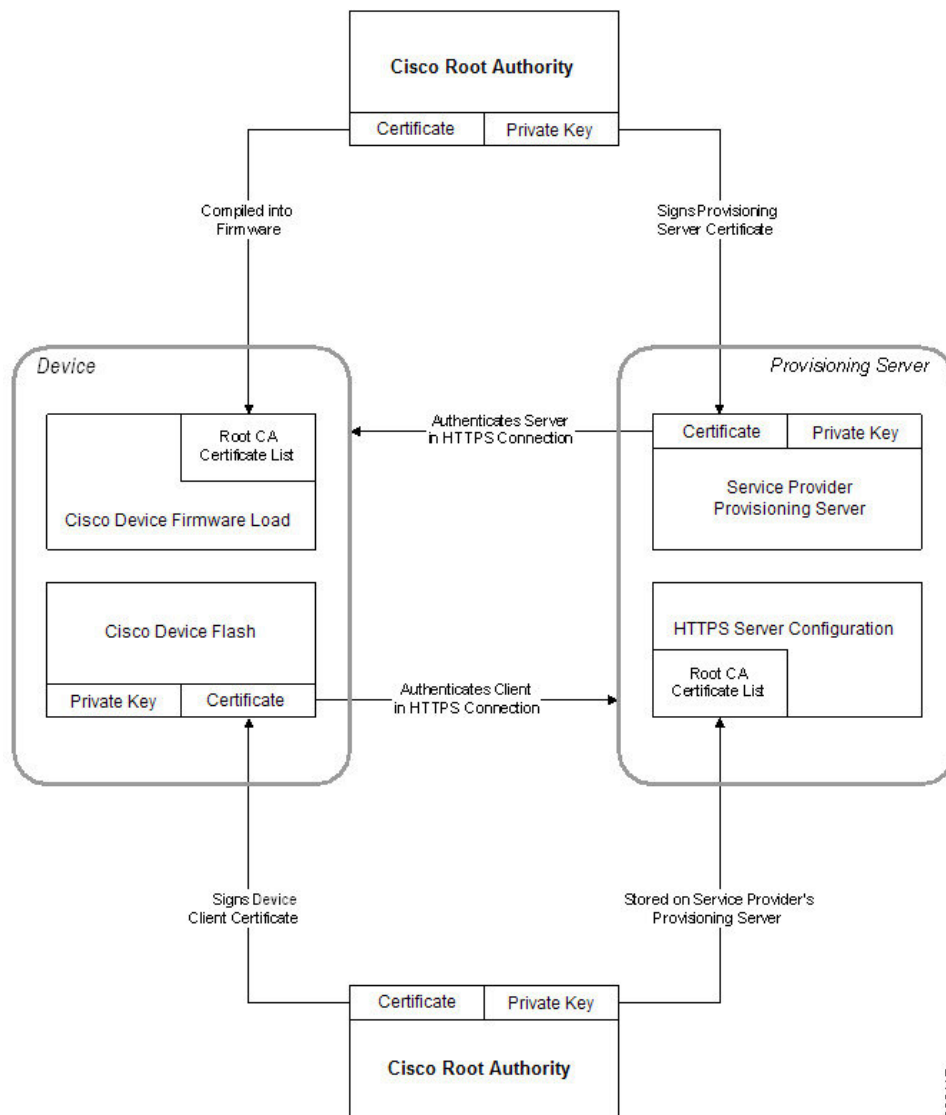 Cisco Root Authority
Certificate
Private Key
Compiled into
Firmware
Signs Provisioning
Server Certificate
Device
Provisioning Server
Root CA
Certificate List
Cisco Device Firmware Load
Authenticates Server
in HTTPS Connection
Certificate
Private Key
Service Provider
Provisioning Server
Cisco Device Flash
Private Key
Certificate
Authenticates Client
in HTTPS Connection
HTTPS Server Configuration
Root CA
Certificate List
Signs Device
Client Certificate
Stored on Service Provider's
Provisioning Server
Certificate
Private Key
Cisco Root Authority